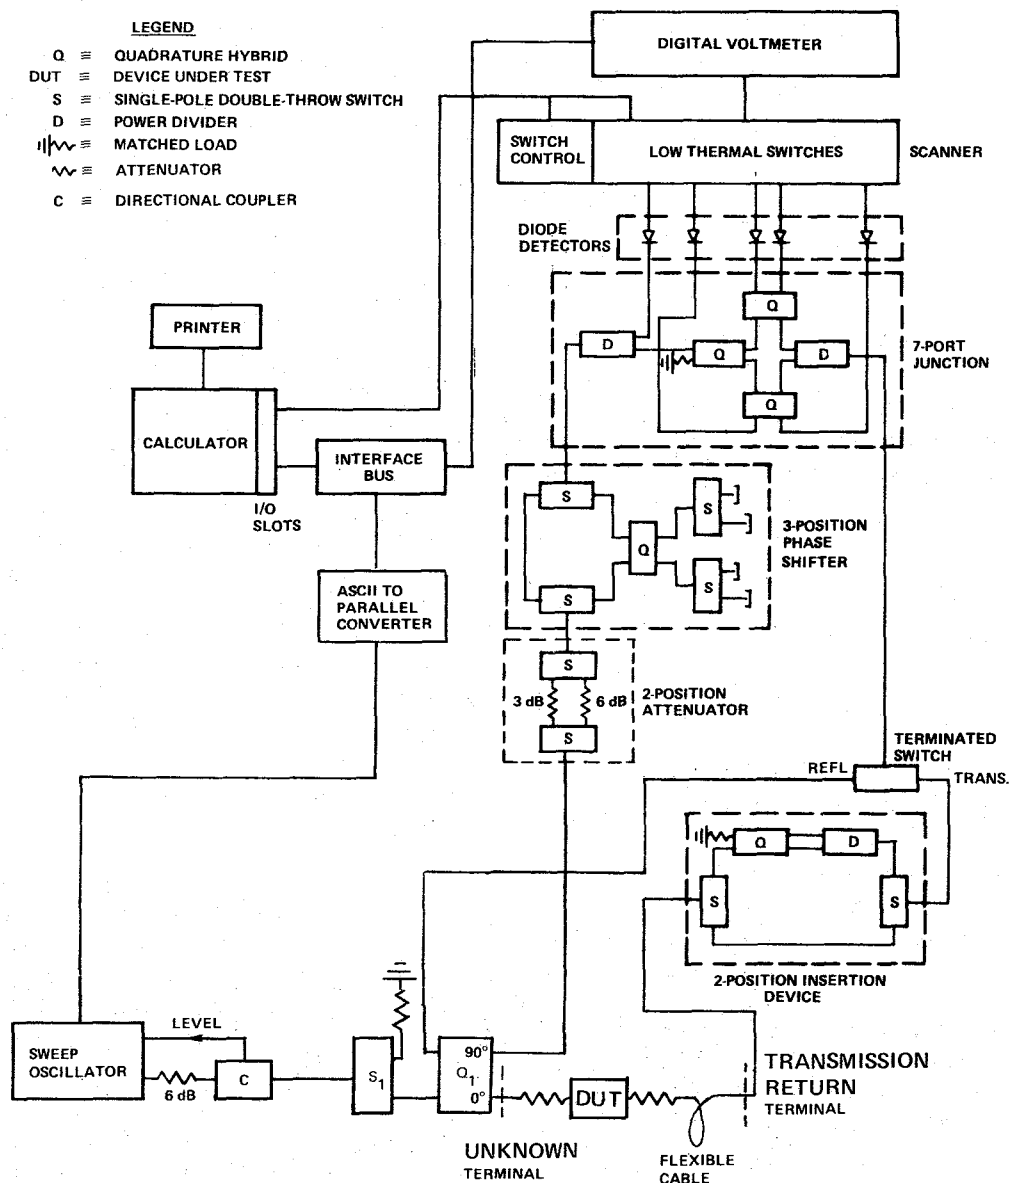 LEGEND
Q ≡ QUADRATURE HYBRID
DUT ≡ DEVICE UNDER TEST
S ≡ SINGLE-POLE DOUBLE-THROW SWITCH
D ≡ POWER DIVIDER
≡ MATCHED LOAD
≡ ATTENUATOR
C ≡ DIRECTIONAL COUPLER
DIGITAL VOLTMETER
SWITCH
CONTROL
LOW THERMAL SWITCHES
SCANNER
DIODE
DETECTORS
Q
D
Q
D
Q
7-PORT
JUNCTION
PRINTER
CALCULATOR
I/O
SLOTS
INTERFACE
BUS
S
S
Q
S
S
3-POSITION
PHASE
SHIFTER
ASCII TO
PARALLEL
CONVERTER
S
3 dB
6 dB
S
2-POSITION
ATTENUATOR
TERMINATED
SWITCH
REFL
TRANS.
Q
D
S
S
2-POSITION INSERTION
DEVICE
SWEEP
OSCILLATOR
LEVEL
6 dB
C
S1
90°
Q1
0°
DUT
UNKNOWN
TERMINAL
FLEXIBLE
CABLE
TRANSMISSION
RETURN
TERMINAL